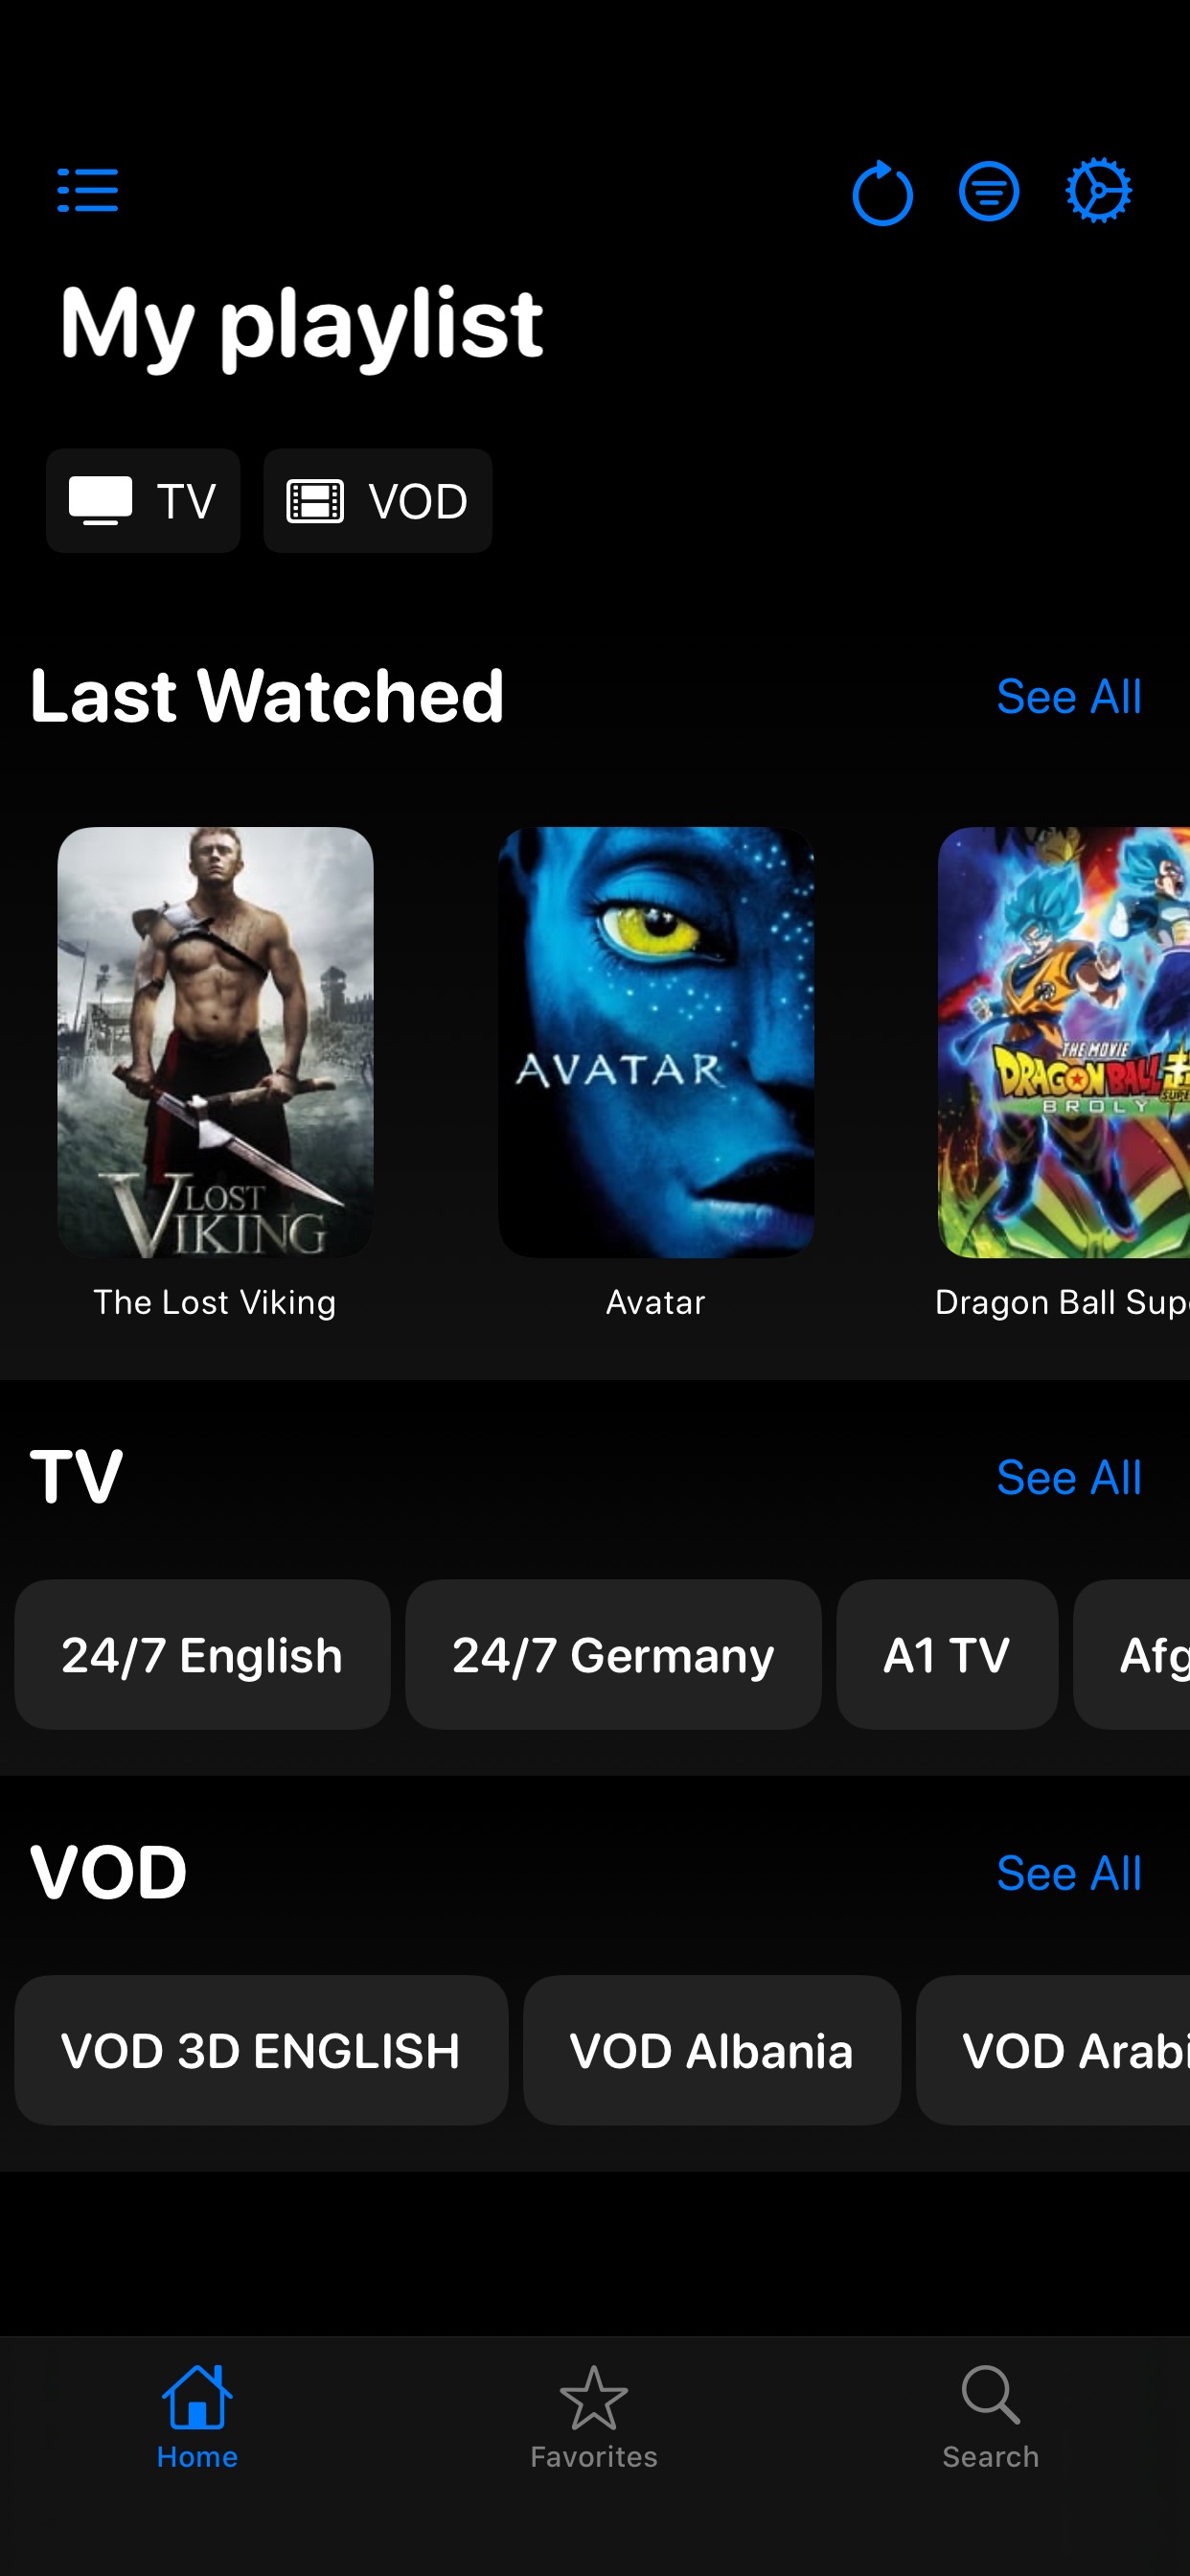 My playlist
TV
VOD
Last Watched
See All
LOST
VIKING
AVATAR
THE MOVIE
DRAGON BALL
SUPE
BROLY
The Lost Viking
Avatar
Dragon Ball Sup
TV
See All
24/7 English
24/7 Germany
A1 TV
Afg
VOD
See All
VOD 3D ENGLISH
VOD Albania
VOD Arabi
Home
Favorites
Search